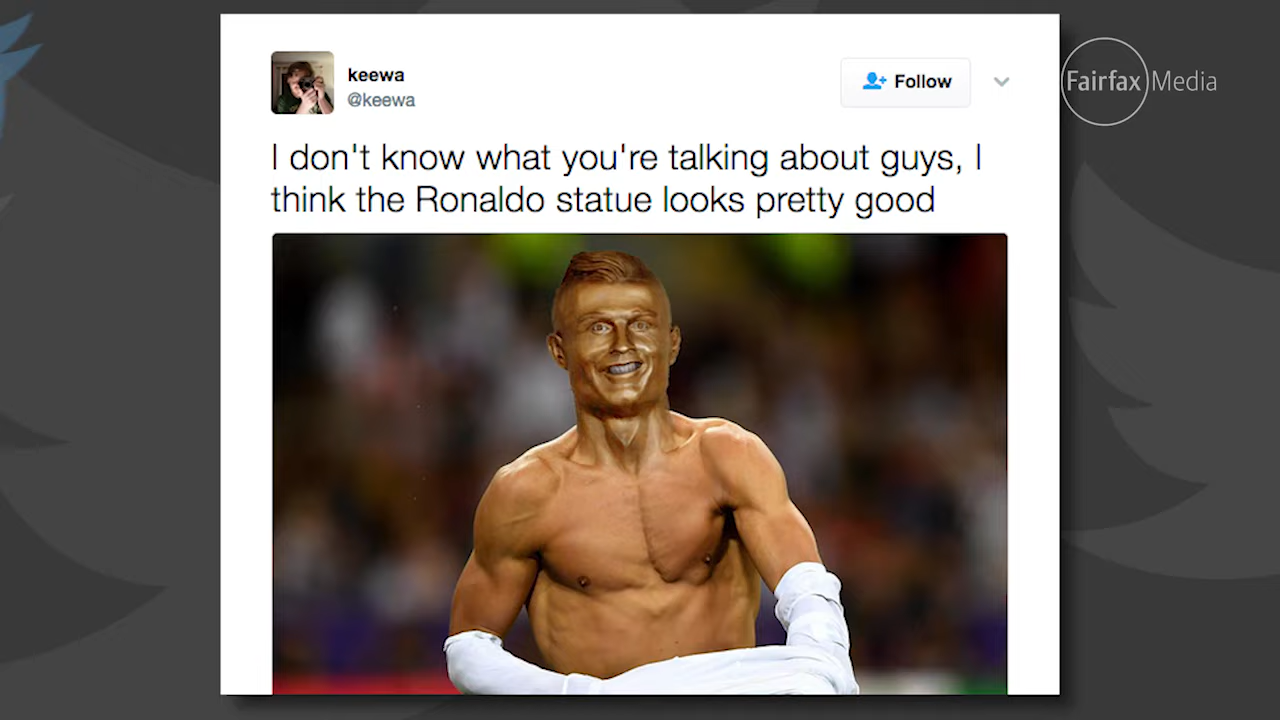 keewa
@keewa
Follow
Fairfax Media
I don't know what you're talking about guys, I
think the Ronaldo statue looks pretty good